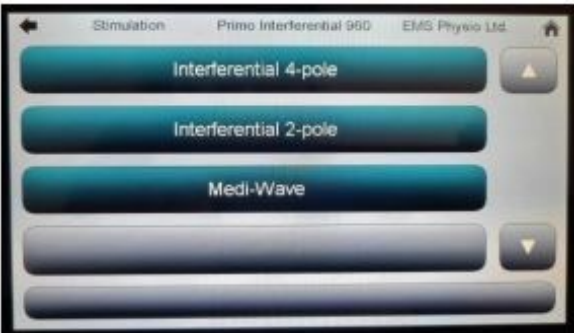 Stimulation Primo Interferential 960 EMS Physio Ltd
Interferential 4-pole
Interferential 2-pole
Medi-Wave